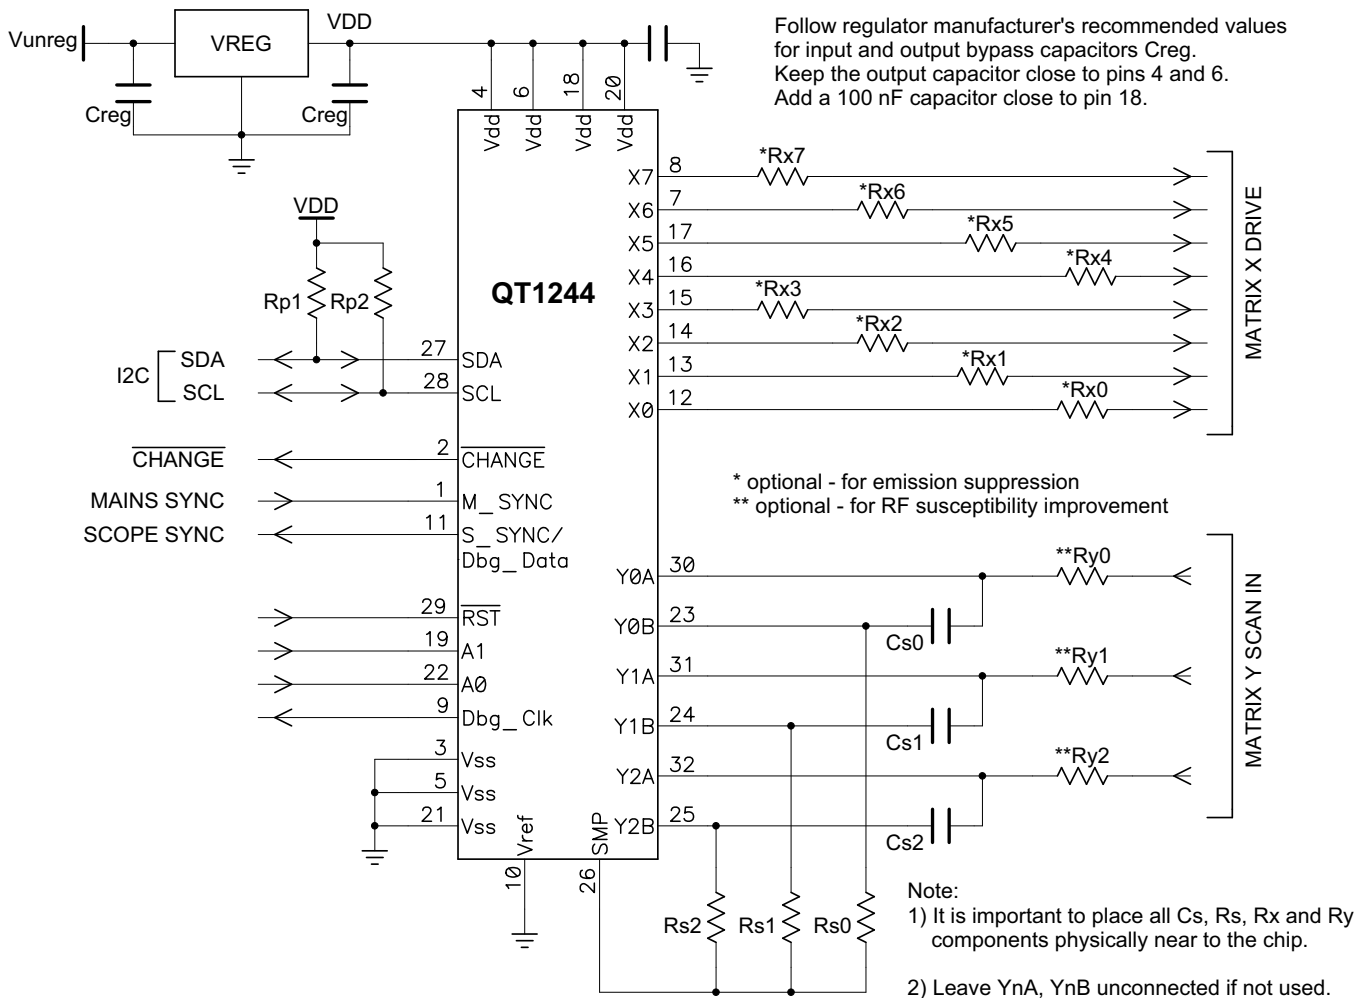 Vunreg
VREG
VDD
Creg
Creg
Follow regulator manufacturer's recommended values
for input and output bypass capacitors Creg.
Keep the output capacitor close to pins 4 and 6.
Add a 100 nF capacitor close to pin 18.
4
6
18
20
Vdd
Vdd
Vdd
Vdd
QT1244
VDD
Rp1
Rp2
I2C
SDA
27
SDA
SCL
28
SCL
CHANGE
2
CHANGE
MAINS SYNC
1
M_SYNC
SCOPE SYNC
11
S_SYNC/
Dbg_Data
29
RST
19
A1
22
A0
9
Dbg_Clk
3
Vss
5
Vss
21
Vss
Vref
10
SMP
26
X7
8
*Rx7
X6
7
*Rx6
X5
17
*Rx5
X4
16
*Rx4
X3
15
*Rx3
X2
14
*Rx2
X1
13
*Rx1
X0
12
*Rx0
MATRIX X DRIVE
* optional - for emission suppression
** optional - for RF susceptibility improvement
Y0A
30
**Ry0
Y0B
23
Cs0
Y1A
31
**Ry1
Y1B
24
Cs1
Y2A
32
**Ry2
Y2B
25
Cs2
MATRIX Y SCAN IN
Rs2
Rs1
Rs0
Note:
1) It is important to place all Cs, Rs, Rx and Ry
components physically near to the chip.
2) Leave YnA, YnB unconnected if not used.